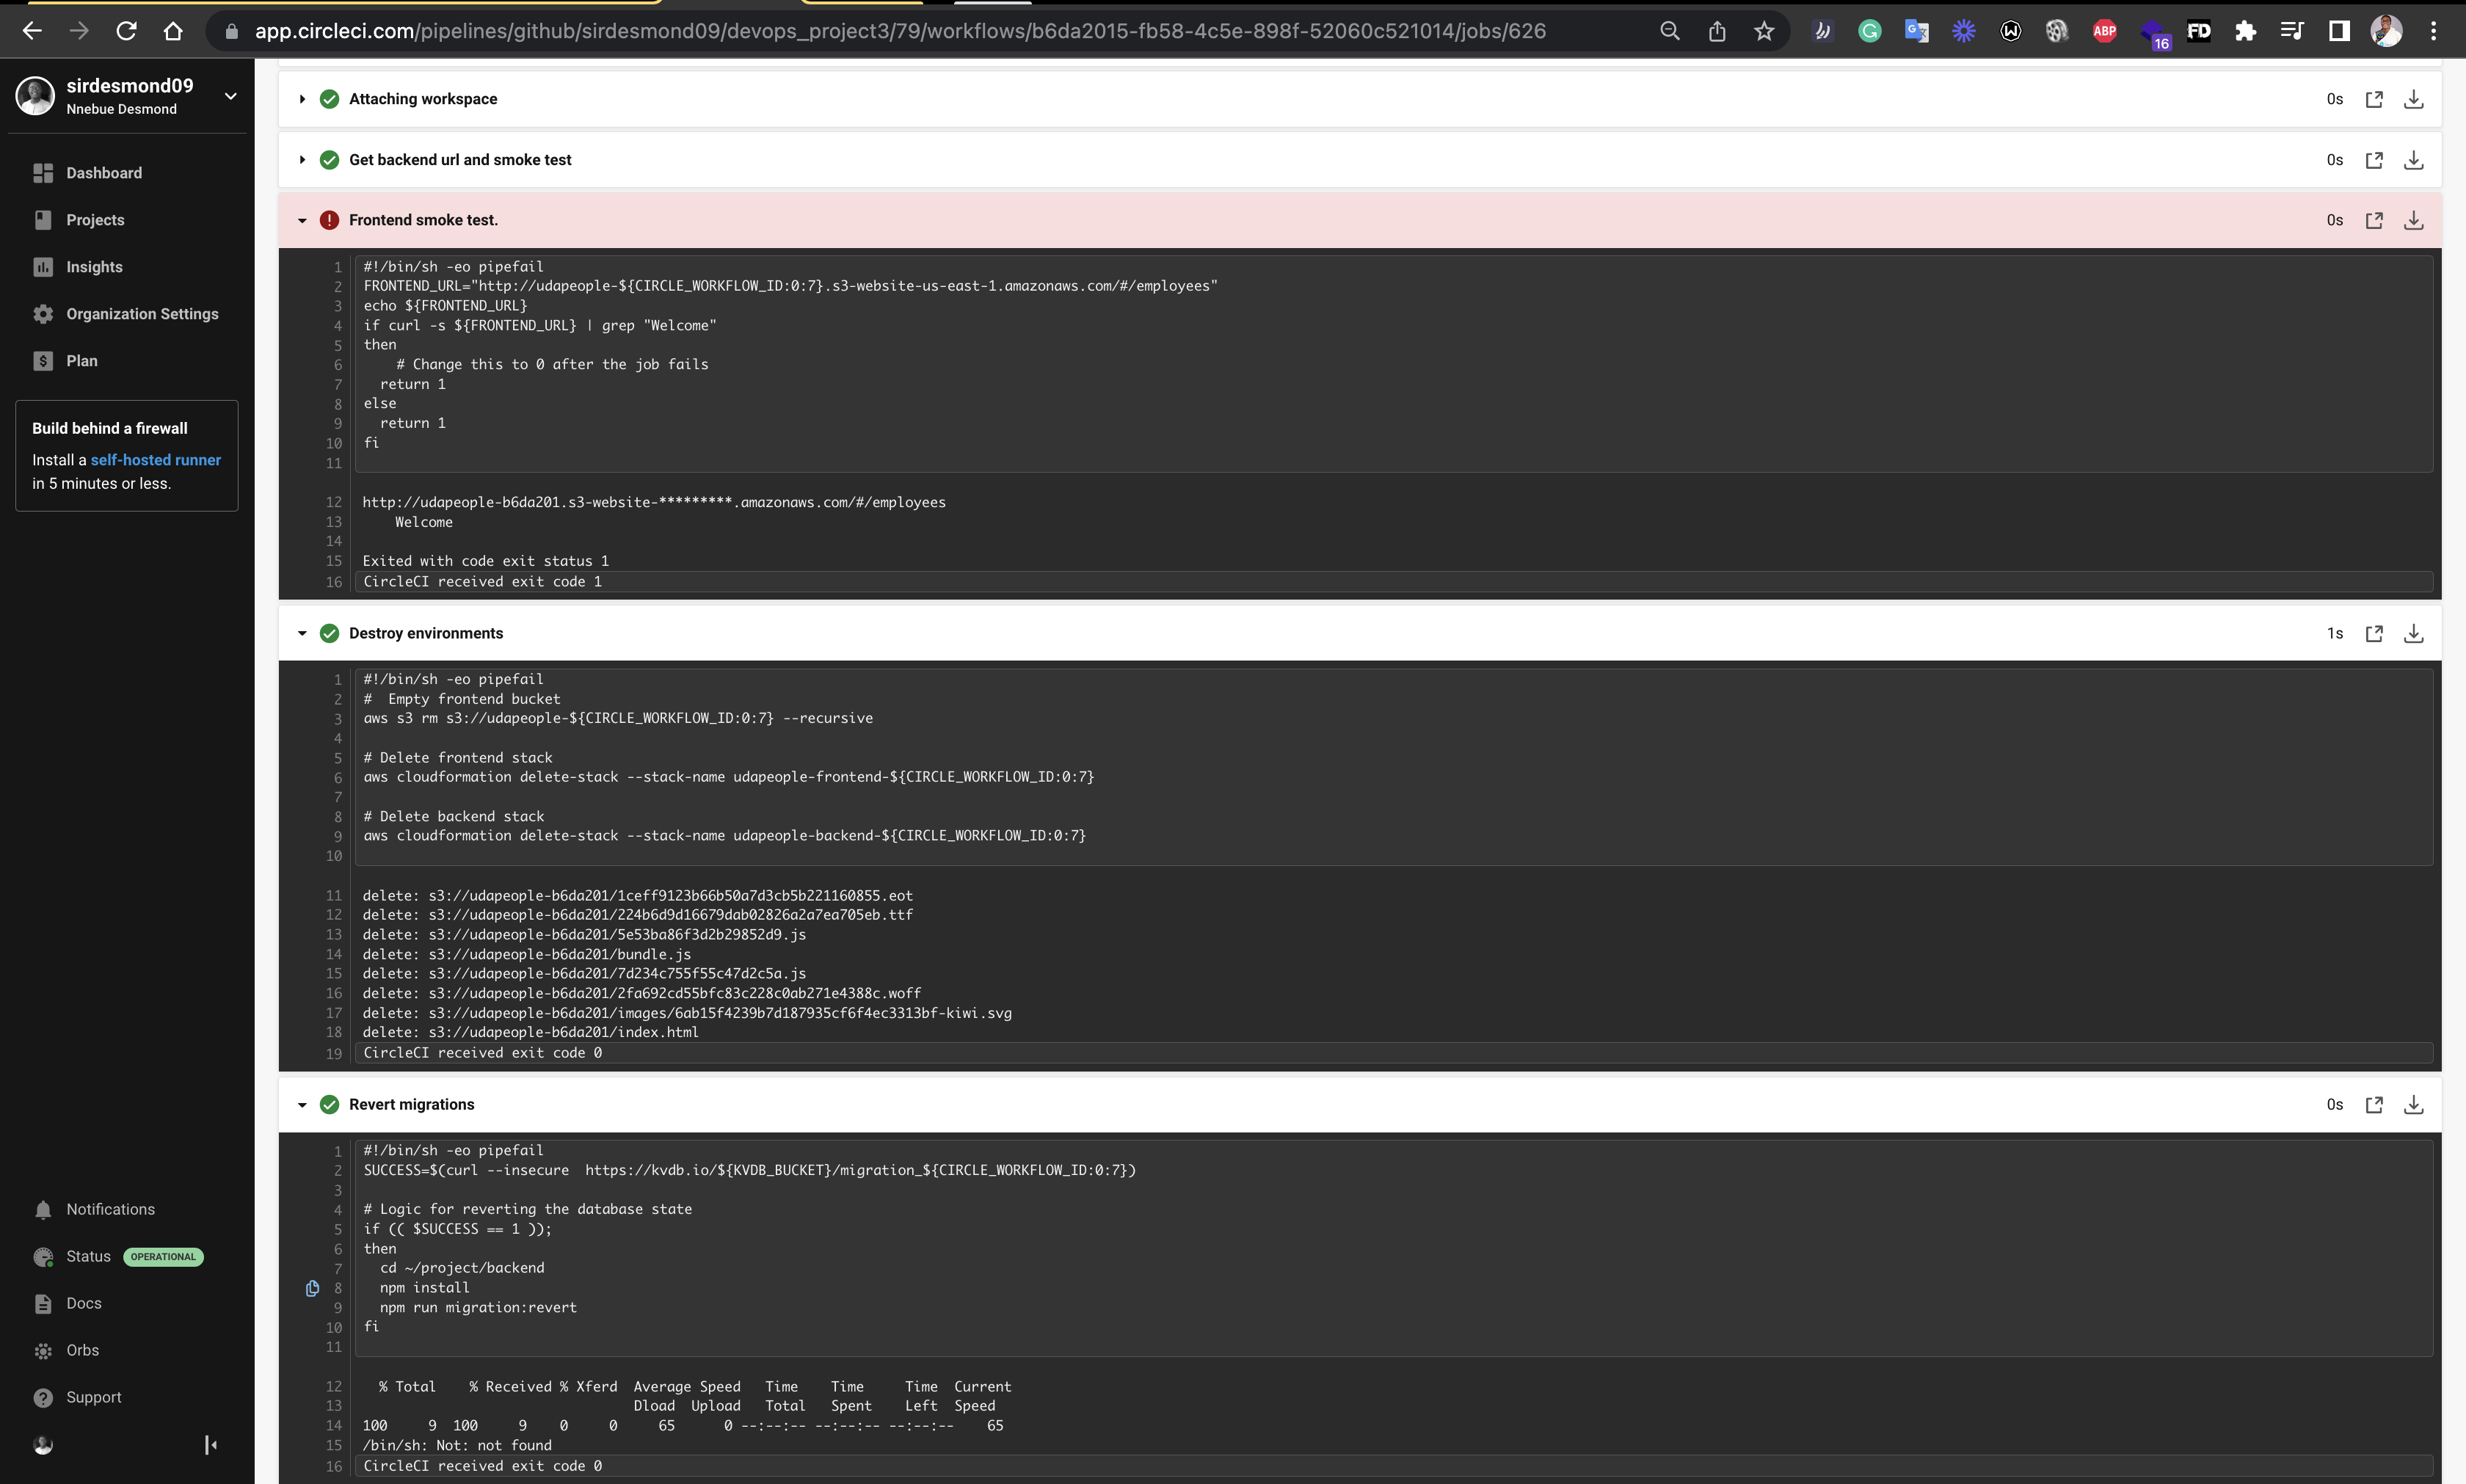 app.circleci.com/pipelines/github/sirdesmond09/devops_project3/79/workflows/b6da2015-fb58-4c5e-898f-52060c521014/jobs/626
ABP
16
FD
sirdesmond09
Nnebue Desmond
Dashboard
Projects
Insights
Organization Settings
Plan
Build behind a firewall
Install a self-hosted runner
in 5 minutes or less.
Notifications
Status OPERATIONAL
Docs
Orbs
Support
Attaching workspace 0s
Get backend url and smoke test 0s
Frontend smoke test. 0s
1 #!/bin/sh -eo pipefail
2 FRONTEND_URL="http://udapeople-${CIRCLE_WORKFLOW_ID:0:7}.s3-website-us-east-1.amazonaws.com/#/employees"
3 echo ${FRONTEND_URL}
4 if curl -s ${FRONTEND_URL} | grep "Welcome"
5 then
6     # Change this to 0 after the job fails
7   return 1
8 else
9   return 1
10 fi
11
12 http://udapeople-b6da201.s3-website-*********.amazonaws.com/#/employees
13     Welcome
14
15 Exited with code exit status 1
16 CircleCI received exit code 1
Destroy environments 1s
1 #!/bin/sh -eo pipefail
2 #  Empty frontend bucket
3 aws s3 rm s3://udapeople-${CIRCLE_WORKFLOW_ID:0:7} --recursive
4
5 # Delete frontend stack
6 aws cloudformation delete-stack --stack-name udapeople-frontend-${CIRCLE_WORKFLOW_ID:0:7}
7
8 # Delete backend stack
9 aws cloudformation delete-stack --stack-name udapeople-backend-${CIRCLE_WORKFLOW_ID:0:7}
10
11 delete: s3://udapeople-b6da201/1ceff9123b66b50a7d3cb5b221160855.eot
12 delete: s3://udapeople-b6da201/224b6d9d16679dab02826a2a7ea705eb.ttf
13 delete: s3://udapeople-b6da201/5e53ba86f3d2b29852d9.js
14 delete: s3://udapeople-b6da201/bundle.js
15 delete: s3://udapeople-b6da201/7d234c755f55c47d2c5a.js
16 delete: s3://udapeople-b6da201/2fa692cd55bfc83c228c0ab271e4388c.woff
17 delete: s3://udapeople-b6da201/images/6ab15f4239b7d187935cf6f4ec3313bf-kiwi.svg
18 delete: s3://udapeople-b6da201/index.html
19 CircleCI received exit code 0
Revert migrations 0s
1 #!/bin/sh -eo pipefail
2 SUCCESS=$(curl --insecure  https://kvdb.io/${KVDB_BUCKET}/migration_${CIRCLE_WORKFLOW_ID:0:7})
3
4 # Logic for reverting the database state
5 if (( $SUCCESS == 1 ));
6 then
7   cd ~/project/backend
8   npm install
9   npm run migration:revert
10 fi
11
12   % Total    % Received % Xferd  Average Speed   Time    Time     Time  Current
13                                  Dload  Upload   Total   Spent    Left  Speed
14 100     9  100     9    0     0     65      0 --:--:-- --:--:-- --:--:--    65
15 /bin/sh: Not: not found
16 CircleCI received exit code 0